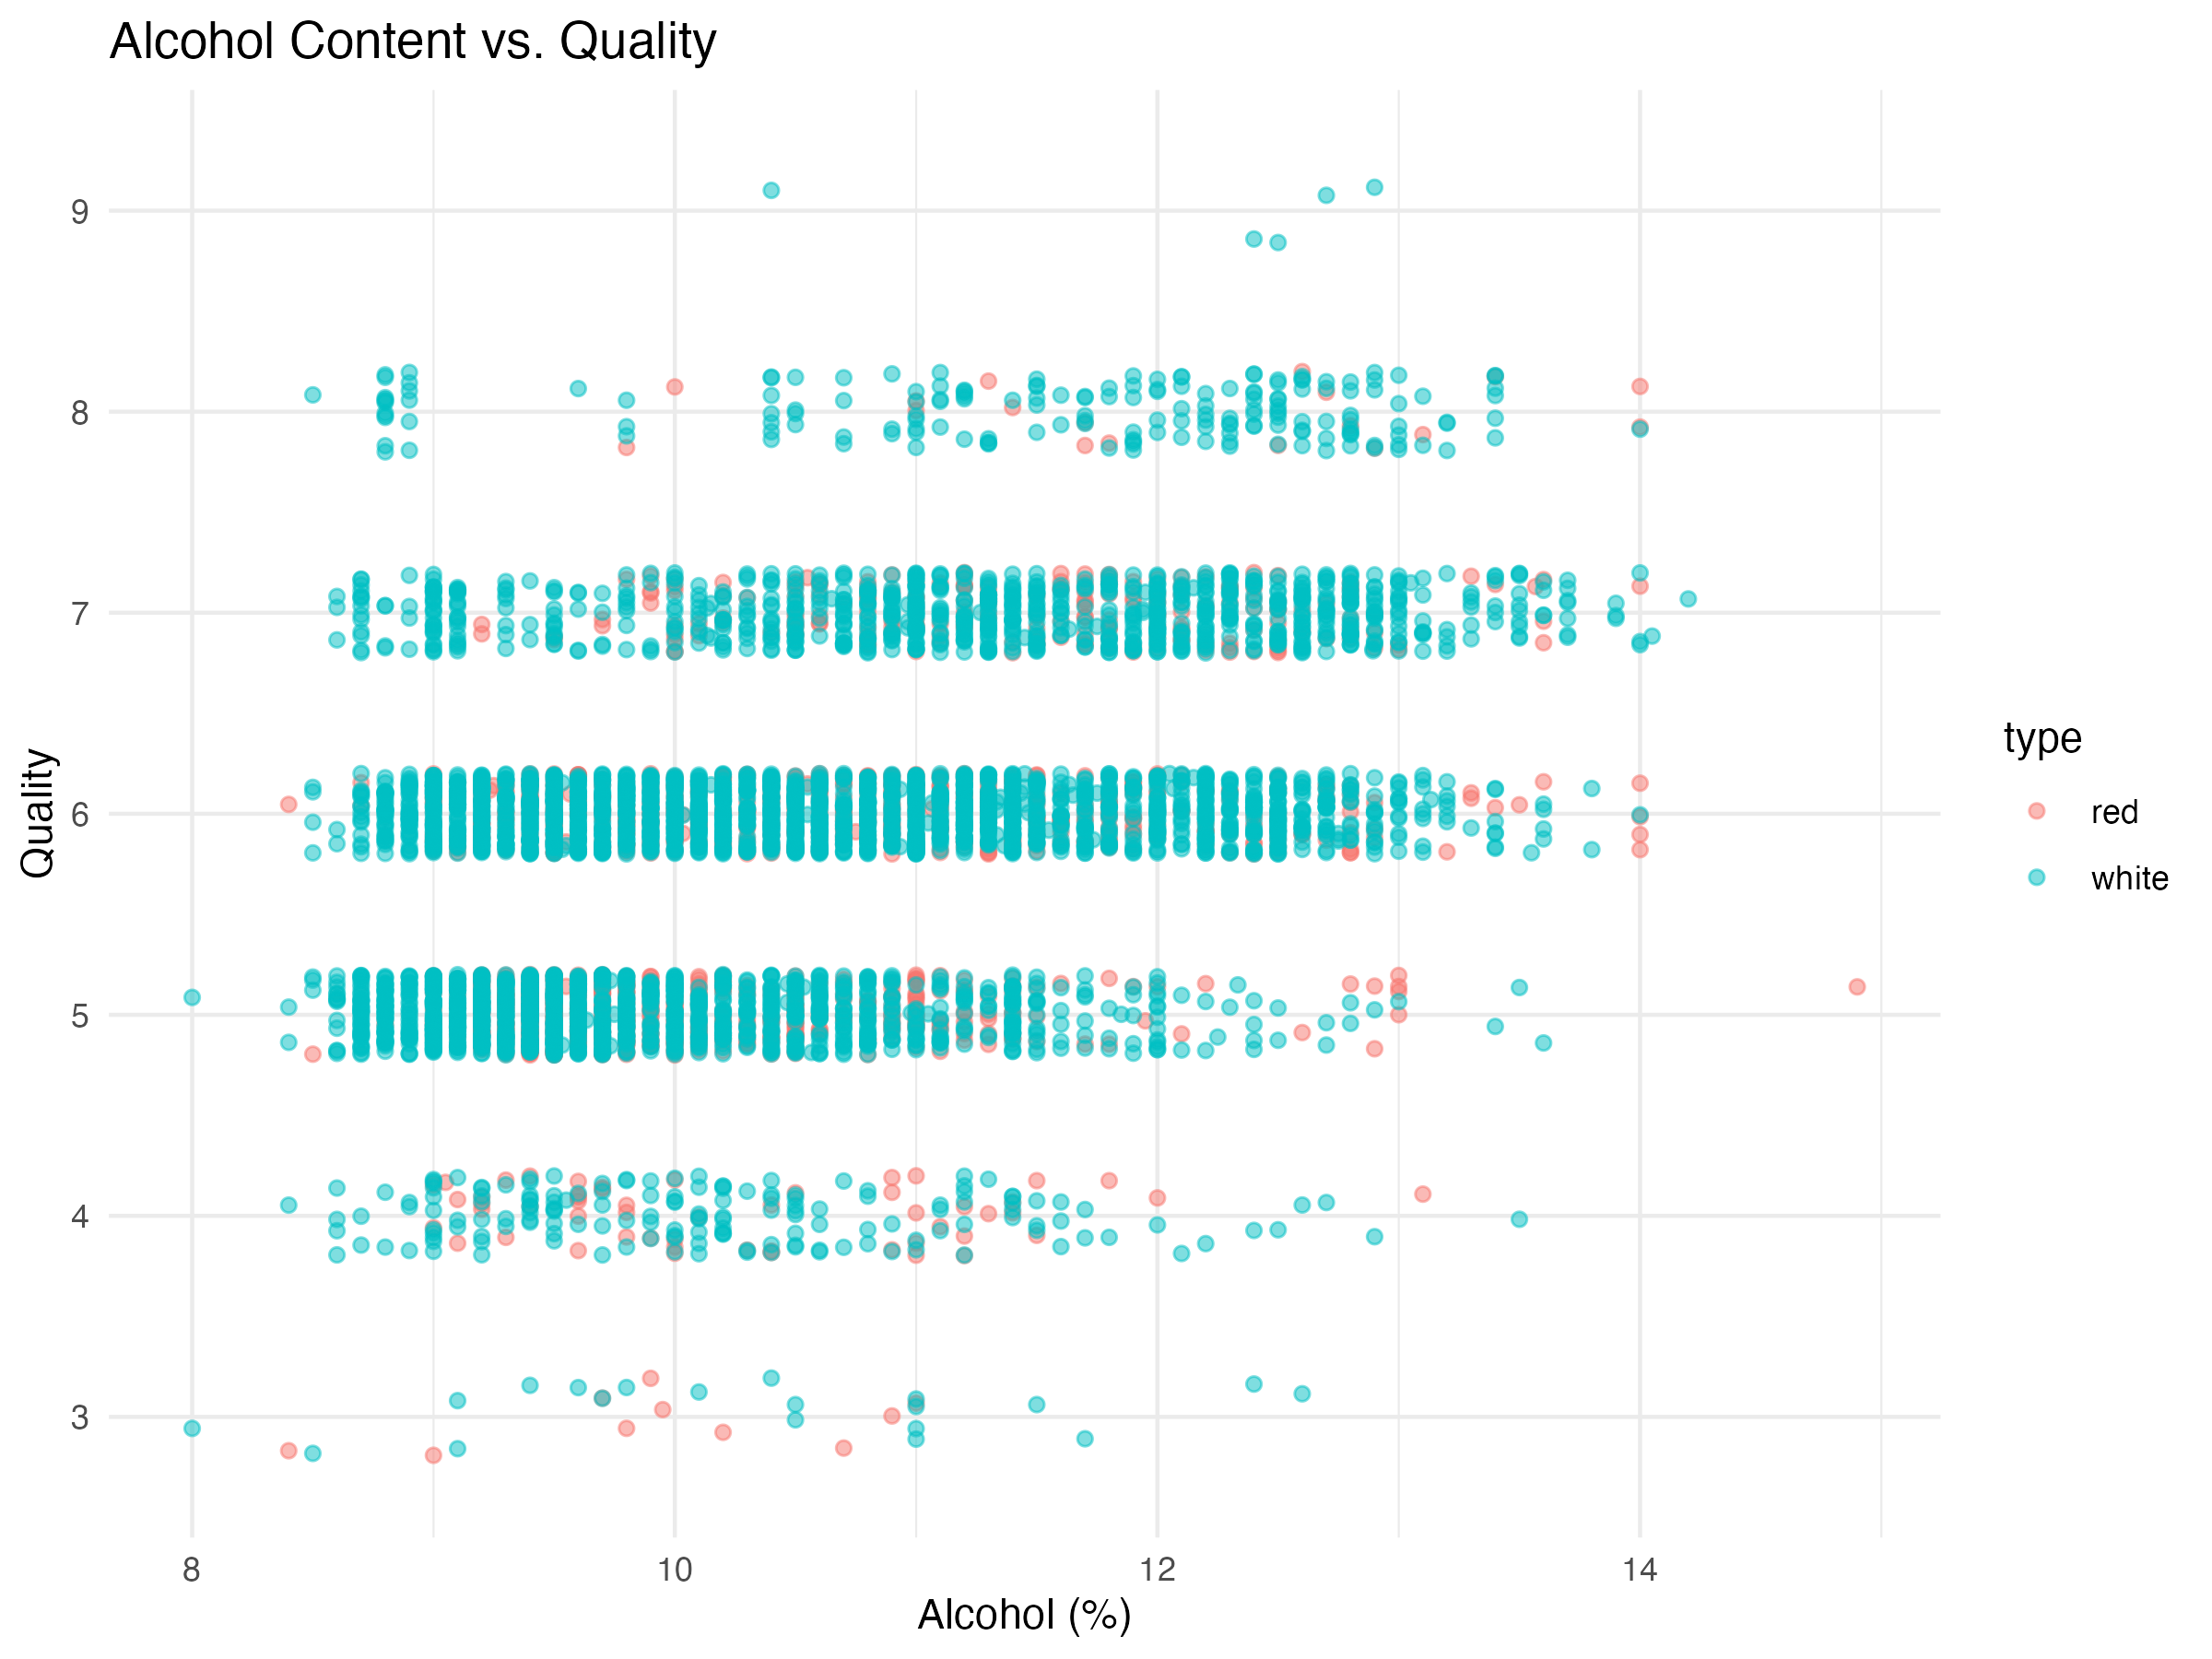 Alcohol Content vs. Quality
9
8
7
6
5
4
3
Quality
8 10 12 14
Alcohol (%)
type
red
white